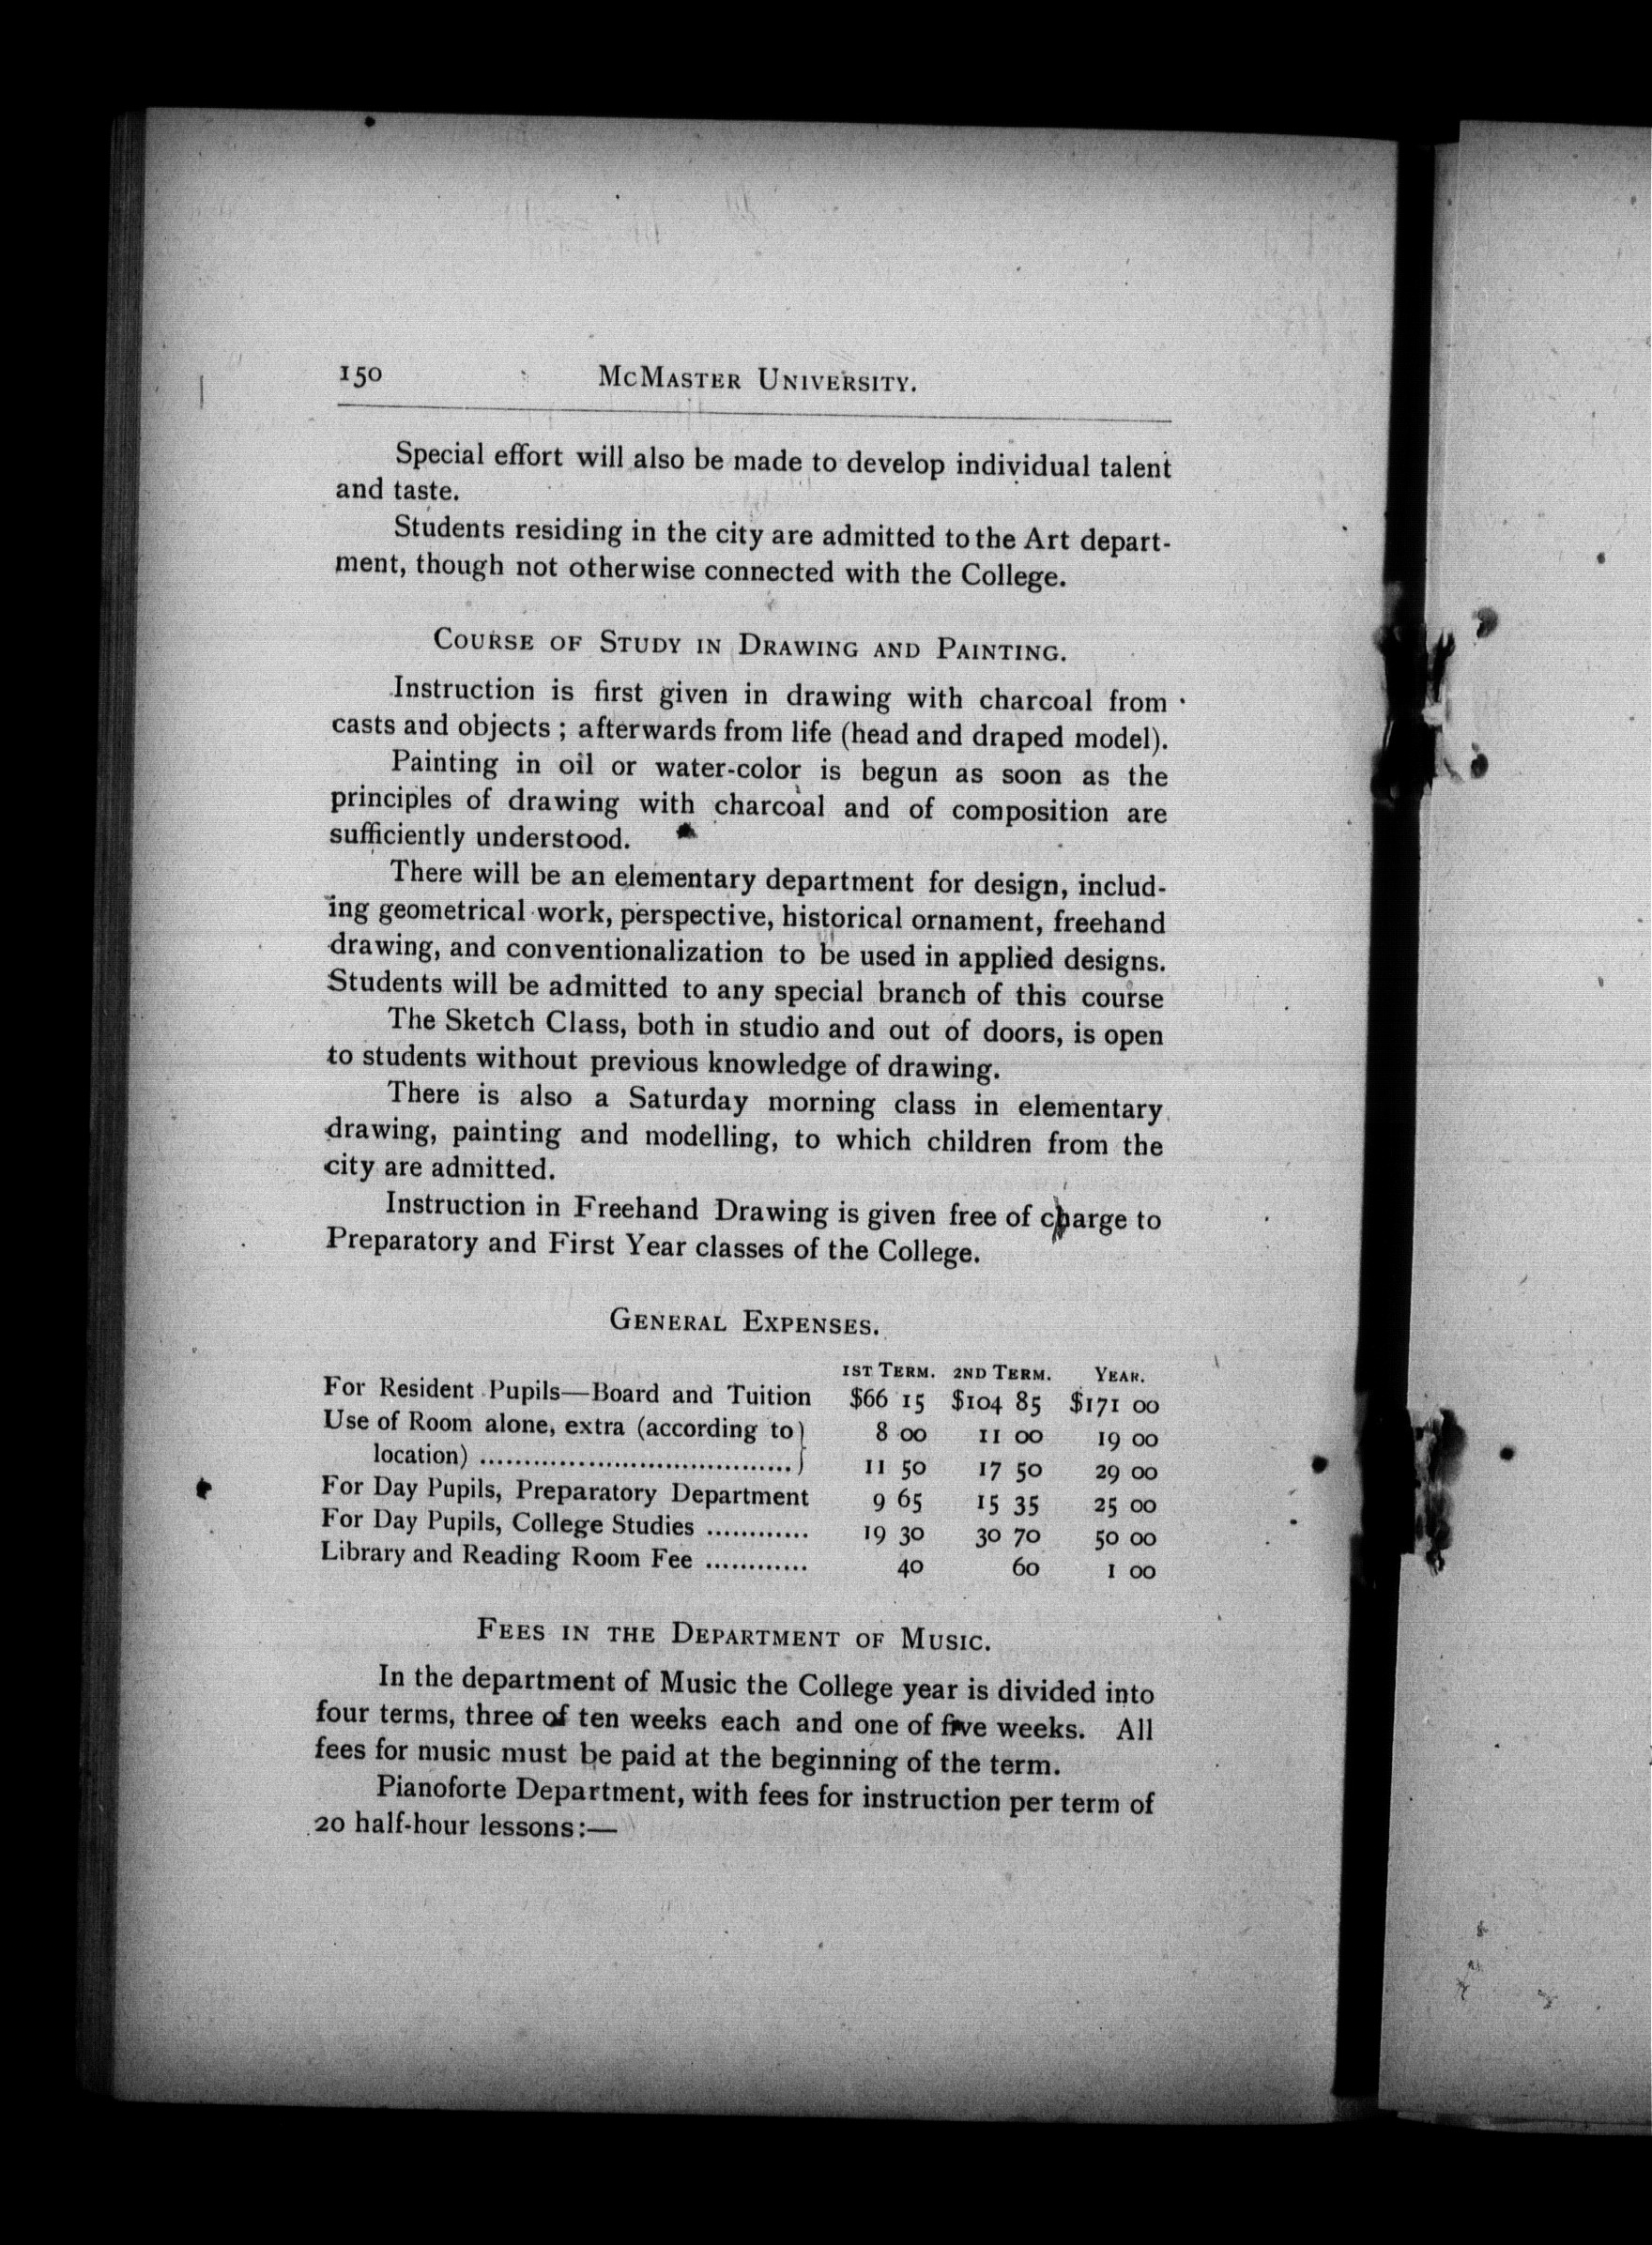 150 McMaster University.
Special effort will also be made to develop individual talent
and taste.
Students residing in the city are admitted to the Art depart-
ment, though not otherwise connected with the College.
Course of Study in Drawing and Painting.
Instruction is first given in drawing with charcoal from
casts and objects ; afterwards from life (head and draped model).
Painting in oil or water-color is begun as soon as the
principles of drawing with charcoal and of composition are
sufficiently understood.
There will be an elementary department for design, includ-
ing geometrical work, perspective, historical ornament, freehand
drawing, and conventionalization to be used in applied designs.
Students will be admitted to any special branch of this course
The Sketch Class, both in studio and out of doors, is open
to students without previous knowledge of drawing.
There is also a Saturday morning class in elementary
drawing, painting and modelling, to which children from the
city are admitted.
Instruction in Freehand Drawing is given free of charge to
Preparatory and First Year classes of the College.
General Expenses.
1st Term. 2nd Term. Year.
For Resident Pupils—Board and Tuition $66 15 $104 85 $171 00
Use of Room alone, extra (according to } 8 00 11 00 19 00
location) .................................... } 11 50 17 50 29 00
For Day Pupils, Preparatory Department 9 65 15 35 25 00
For Day Pupils, College Studies ............ 19 30 30 70 50 00
Library and Reading Room Fee ............ 40 60 1 00
Fees in the Department of Music.
In the department of Music the College year is divided into
four terms, three of ten weeks each and one of five weeks. All
fees for music must be paid at the beginning of the term.
Pianoforte Department, with fees for instruction per term of
20 half-hour lessons:—